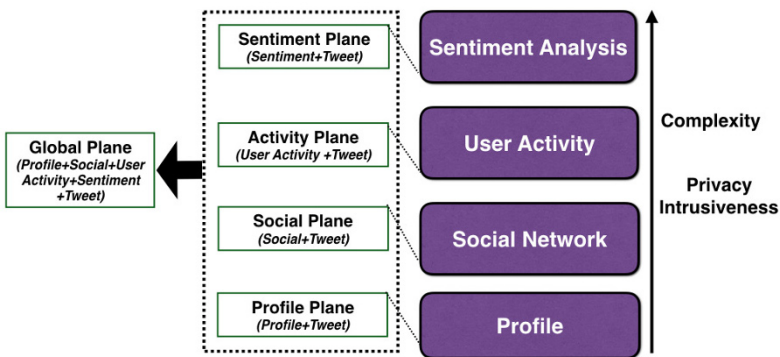 Sentiment Plane
(Sentiment+Tweet)
Sentiment Analysis
Complexity
Activity Plane
(User Activity +Tweet)
User Activity
Global Plane
(Profile+Social+User
Activity+Sentiment
+Tweet)
Privacy
Intrusiveness
Social Plane
(Social+Tweet)
Social Network
Profile Plane
(Profile+Tweet)
Profile